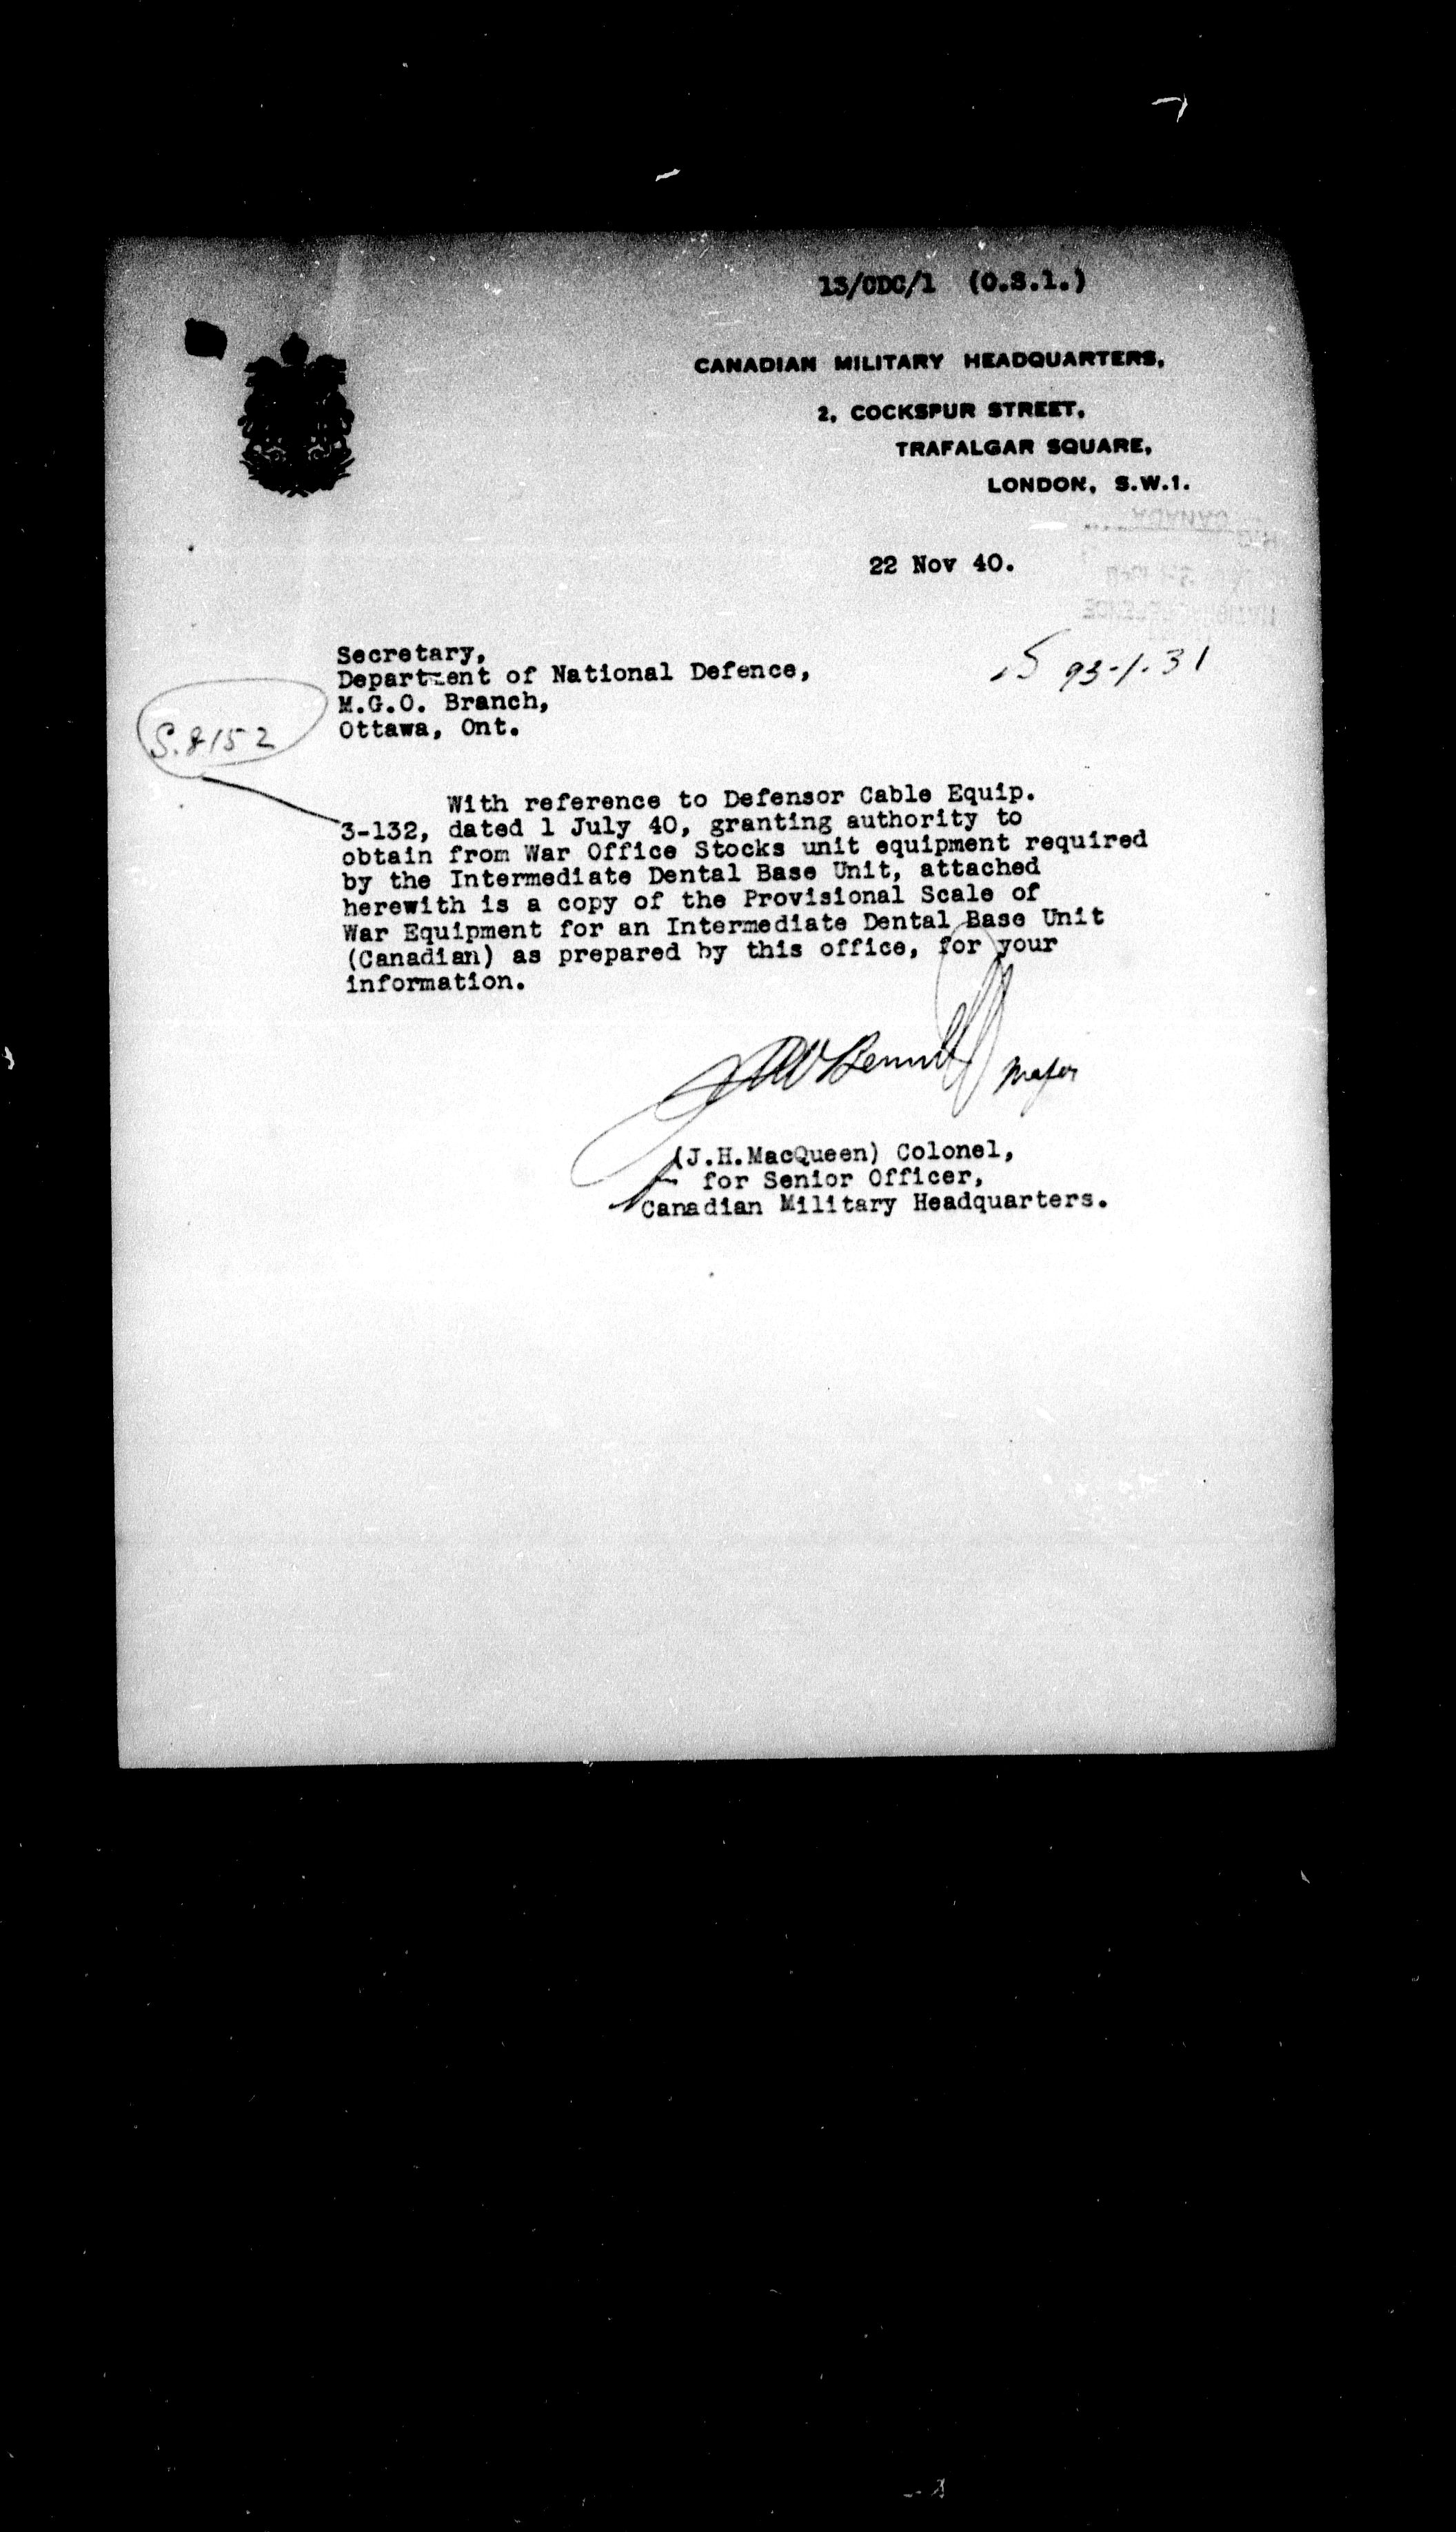 13/CDC/1 (O.S.1.)
CANADIAN MILITARY HEADQUARTERS,
2, COCKSPUR STREET,
TRAFALGAR SQUARE,
LONDON, S.W.1.
22 Nov 40.
Secretary,
Department of National Defence,
M.G.O. Branch,
Ottawa, Ont.
93-1-31
S.8152
With reference to Defensor Cable Equip.
3-132, dated 1 July 40, granting authority to
obtain from War Office Stocks unit equipment required
by the Intermediate Dental Base Unit, attached
herewith is a copy of the Provisional Scale of
War Equipment for an Intermediate Dental Base Unit
(Canadian) as prepared by this office, for your
information.
Major
(J.H.MacQueen) Colonel,
for Senior Officer,
Canadian Military Headquarters.